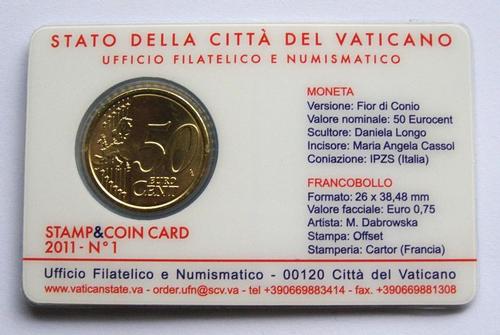 STATO DELLA CITTÀ DEL VATICANO
UFFICIO FILATELICO E NUMISMATICO
50
EURO
CENT
MONETA
Versione: Fior di Conio
Valore nominale: 50 Eurocent
Scultore: Daniela Longo
Incisore: Maria Angela Cassol
Coniazione: IPZS (Italia)
FRANCOBOLLO
Formato: 26 x 38,48 mm
Valore facciale: Euro 0,75
Artista: M. Dabrowska
Stampa: Offset
Stamperia: Cartor (Francia)
STAMP&COIN CARD
2011 - N° 1
Ufficio Filatelico e Numismatico - 00120 Città del Vaticano
www.vaticanstate.va - order.ufn@scv.va - tel +390669883414 - fax. +390669881308